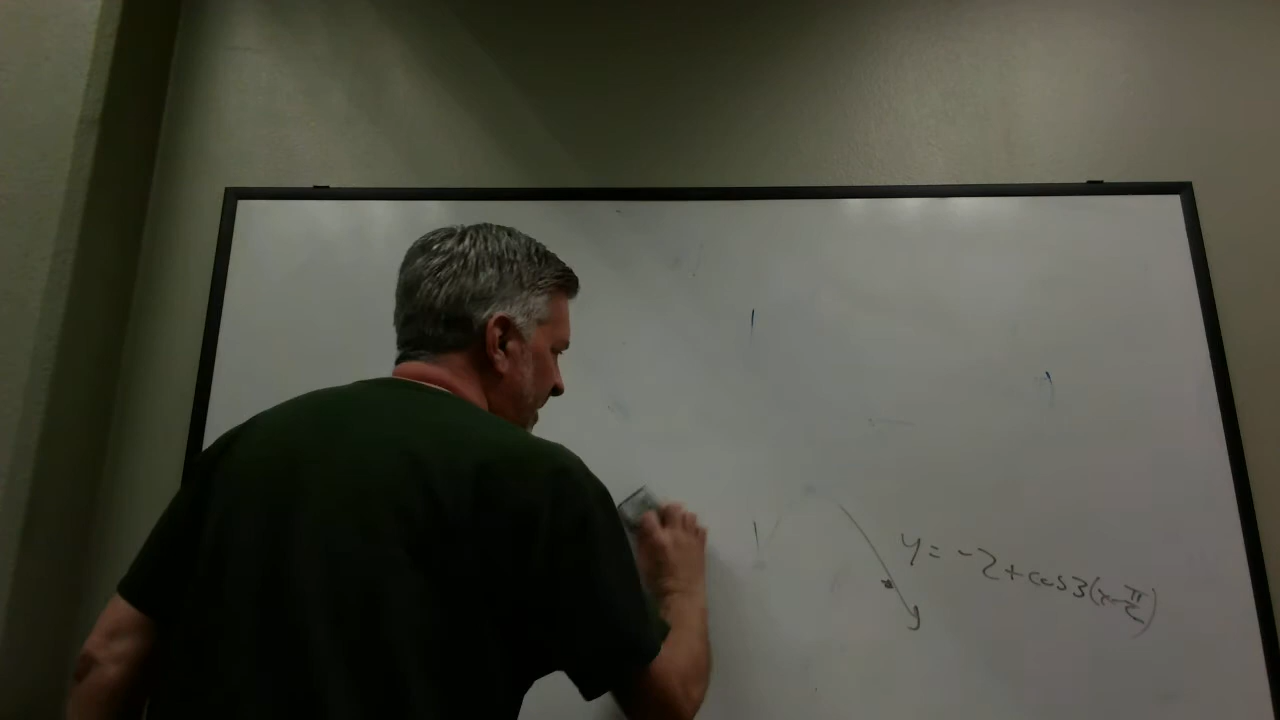 y = -2 + cos 3(x - π/2)